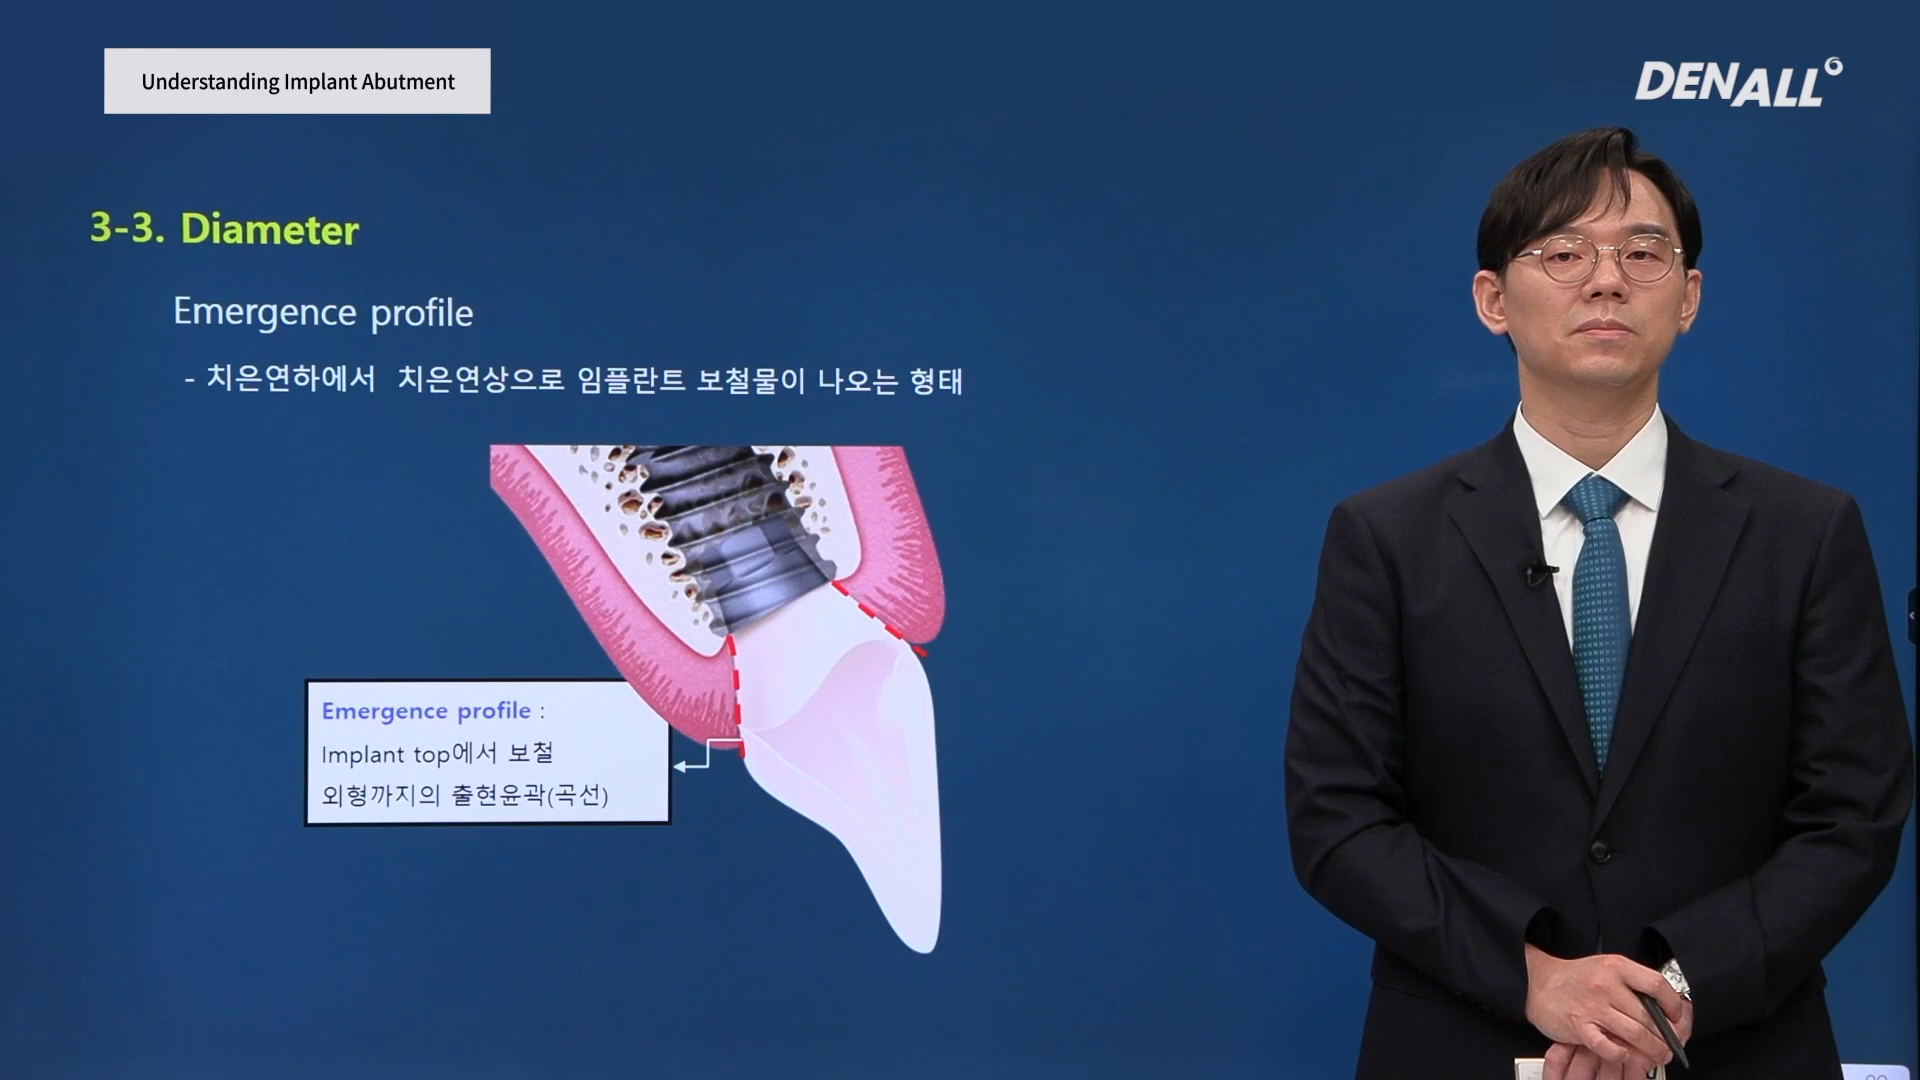 Understanding Implant Abutment
DENALL
3-3. Diameter
Emergence profile
- 치은연하에서 치은연상으로 임플란트 보철물이 나오는 형태
Emergence profile :
Implant top에서 보철
외형까지의 출현윤곽(곡선)